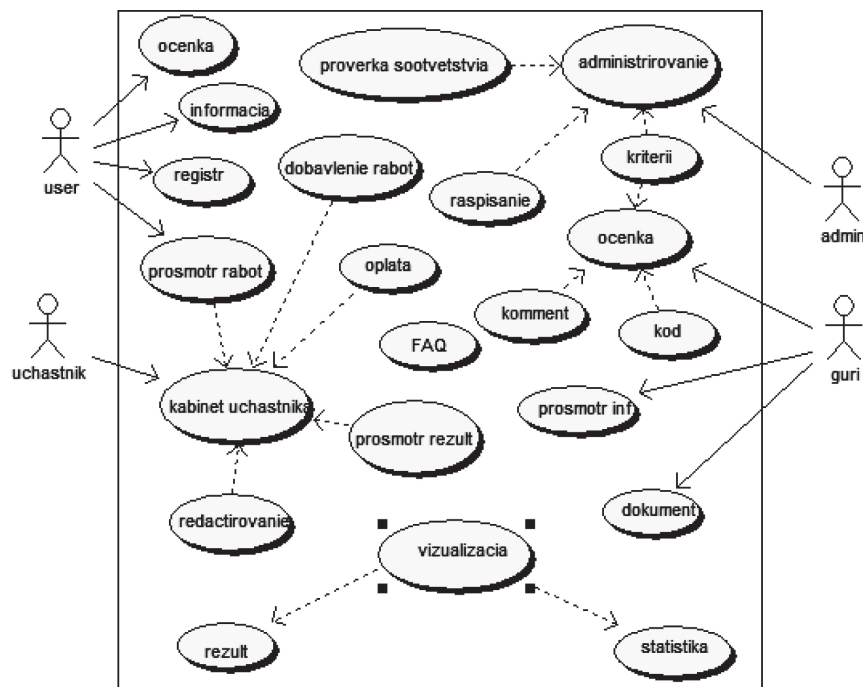 ocenka
proverka sootvetstvia
administrirovanie
informacia
user
registr
dobavlenie rabot
kriterii
raspisanie
admin
prosmotr rabot
oplata
ocenka
komment
kod
FAQ
uchastnik
guri
kabinet uchastnika
prosmotr inf
prosmotr rezult
redactirovanie
dokument
vizualizacia
rezult
statistika